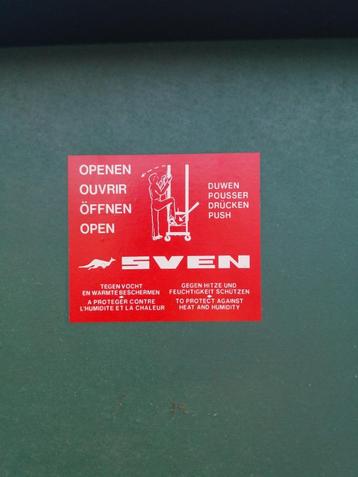 OPENEN
OUVRIR
ÖFFNEN
OPEN
DUWEN
POUSSER
DRÜCKEN
PUSH
SVEN
TEGEN VOCHT
EN WARMTE BESCHERMEN
A PROTEGER CONTRE
L'HUMIDITE ET LA CHALEUR
GEGEN HITZE UND
FEUCHTIGKEIT SCHÜTZEN
TO PROTECT AGAINST
HEAT AND HUMIDITY